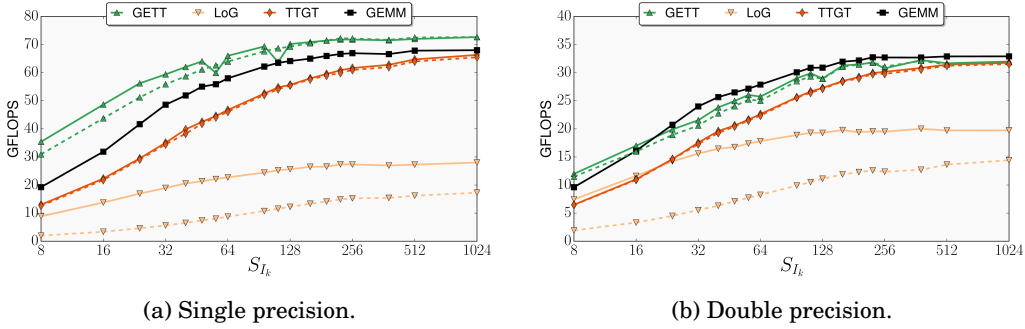 GETT LoG TTGT GEMM
80
70
60
50
40
30
20
10
0
GFLOPS
8 16 32 64 128 256 512 1024
S_{I_k}
(a) Single precision.
GETT LoG TTGT GEMM
40
35
30
25
20
15
10
5
0
GFLOPS
8 16 32 64 128 256 512 1024
S_{I_k}
(b) Double precision.